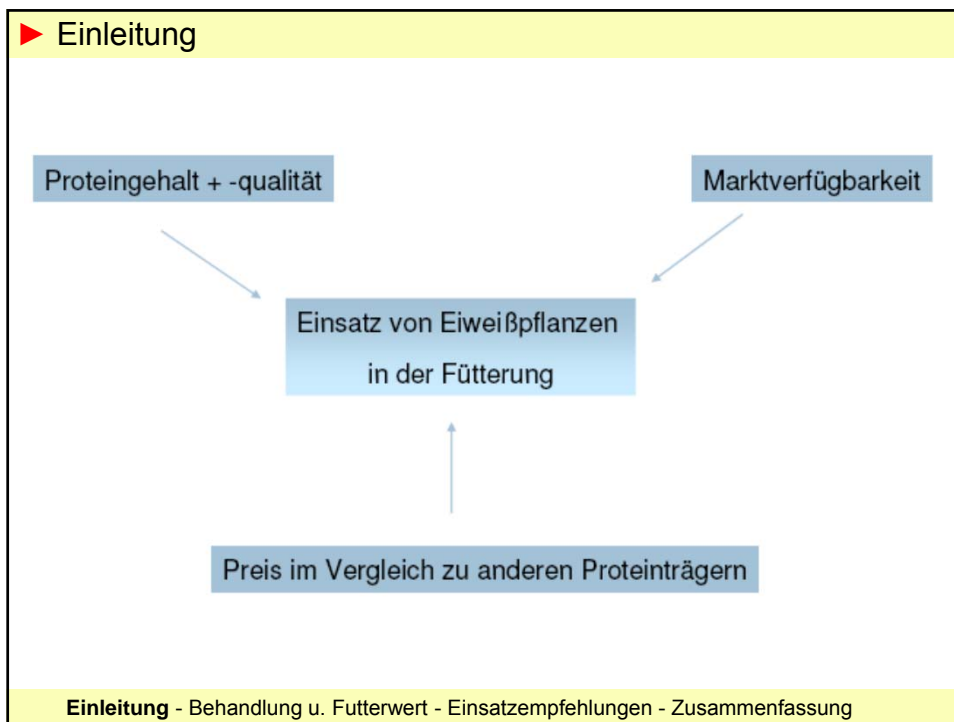 ► Einleitung
Proteingehalt + -qualität
Marktverfügbarkeit
Einsatz von Eiweißpflanzen
in der Fütterung
Preis im Vergleich zu anderen Proteinträgern
Einleitung - Behandlung u. Futterwert - Einsatzempfehlungen - Zusammenfassung